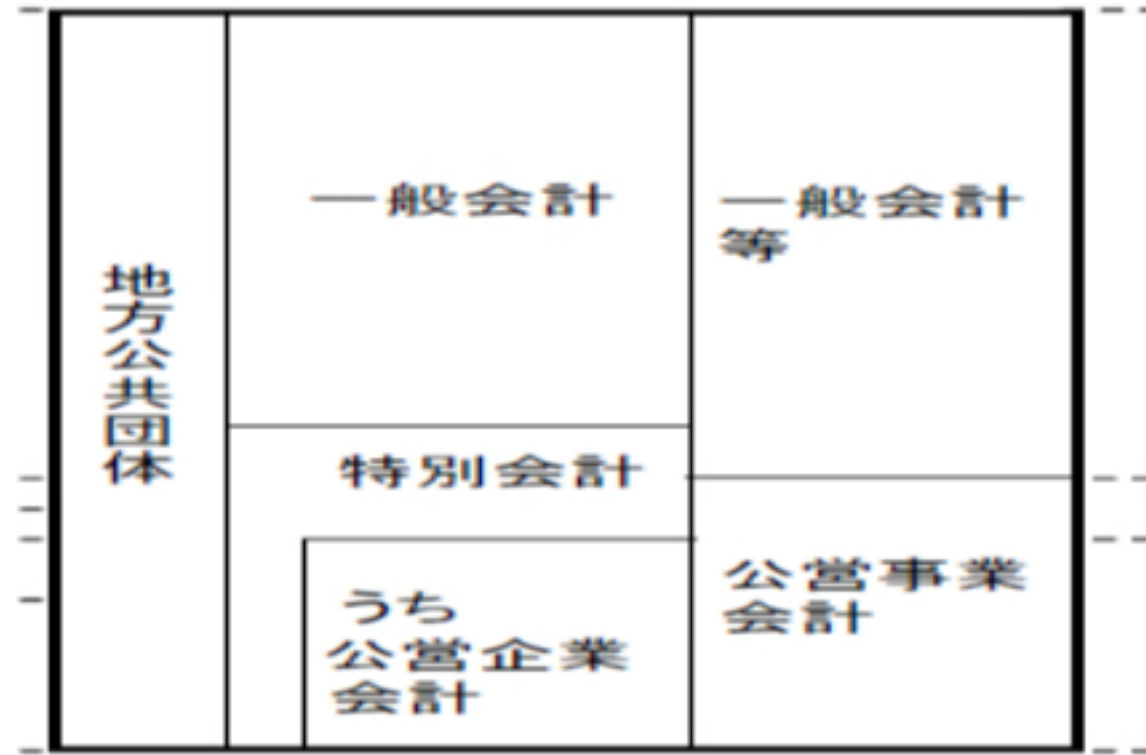 地方公共団体
一般会計
一般会計
等
特別会計
公営事業
会計
うち
公営企業
会計